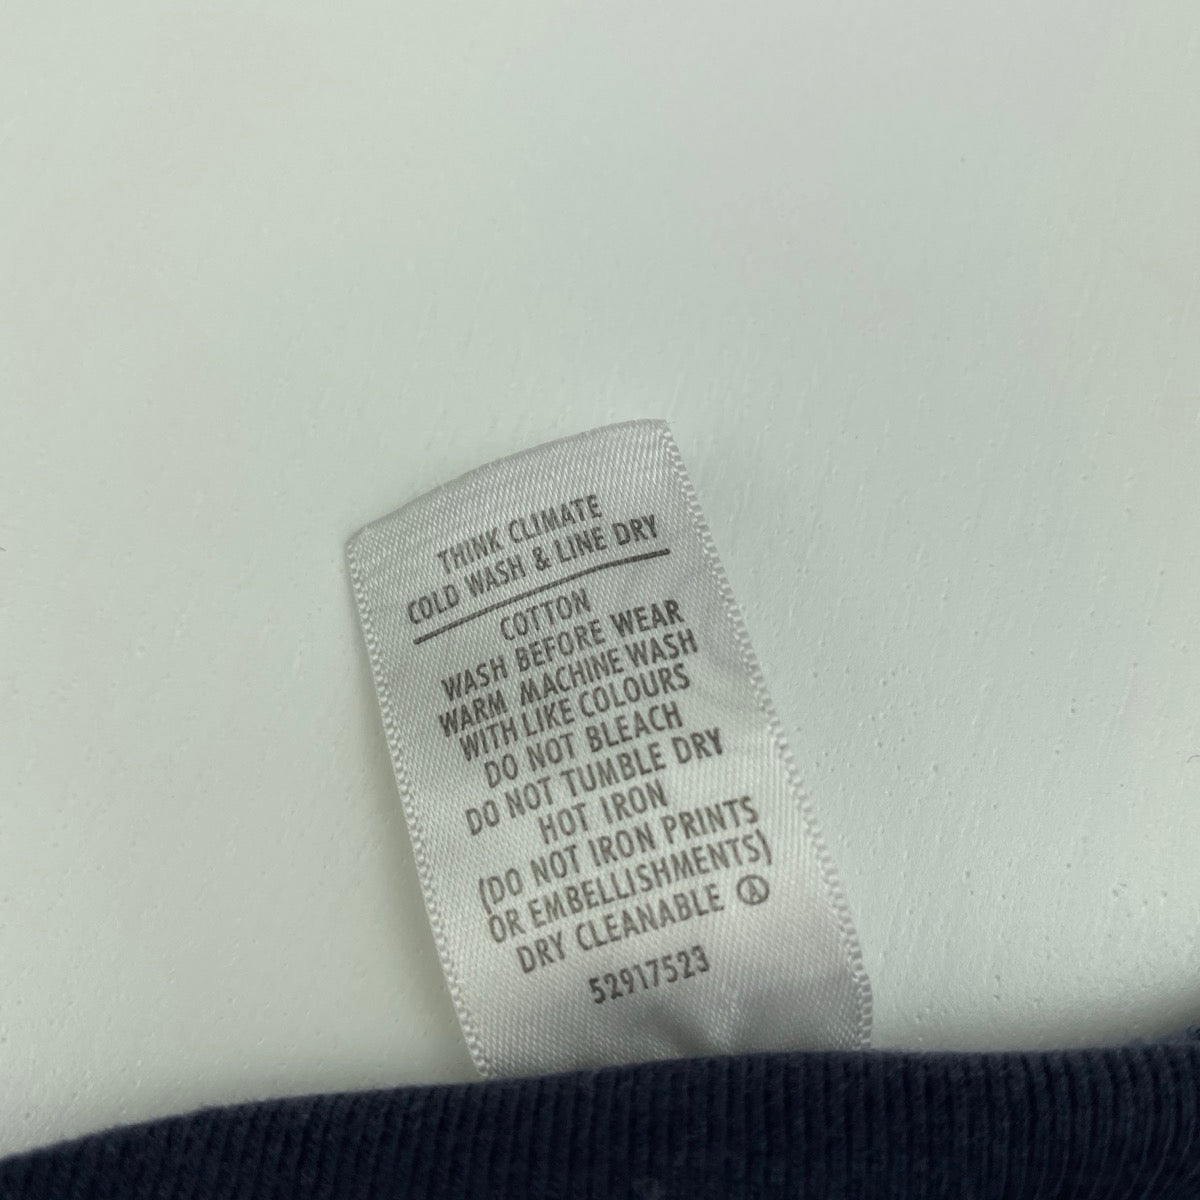 THINK CLIMATE
COLD WASH & LINE DRY
COTTON
WASH BEFORE WEAR
WARM MACHINE WASH
WITH LIKE COLOURS
DO NOT BLEACH
DO NOT TUMBLE DRY
HOT IRON
(DO NOT IRON PRINTS
OR EMBELLISHMENTS)
DRY CLEANABLE Ⓐ
52917523